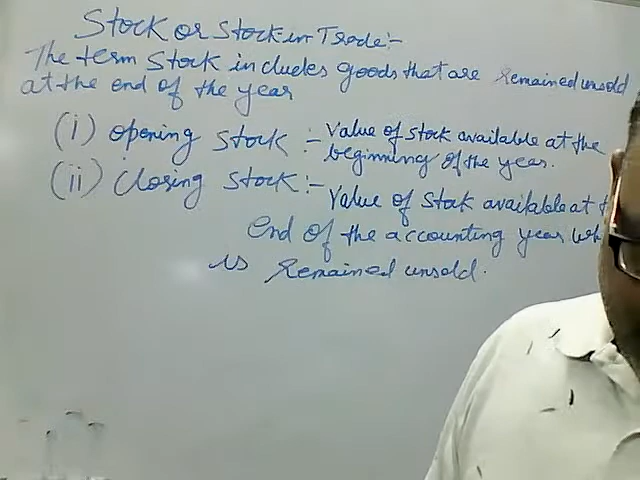 Stock or Stock in Trade:-
The term Stock includes goods that are remained unsold
at the end of the year
(i) opening Stock :- Value of stock available at the
beginning of the year.
(ii) Closing Stock :-
Value of Stock available at
end of the accounting year
is remained unsold.